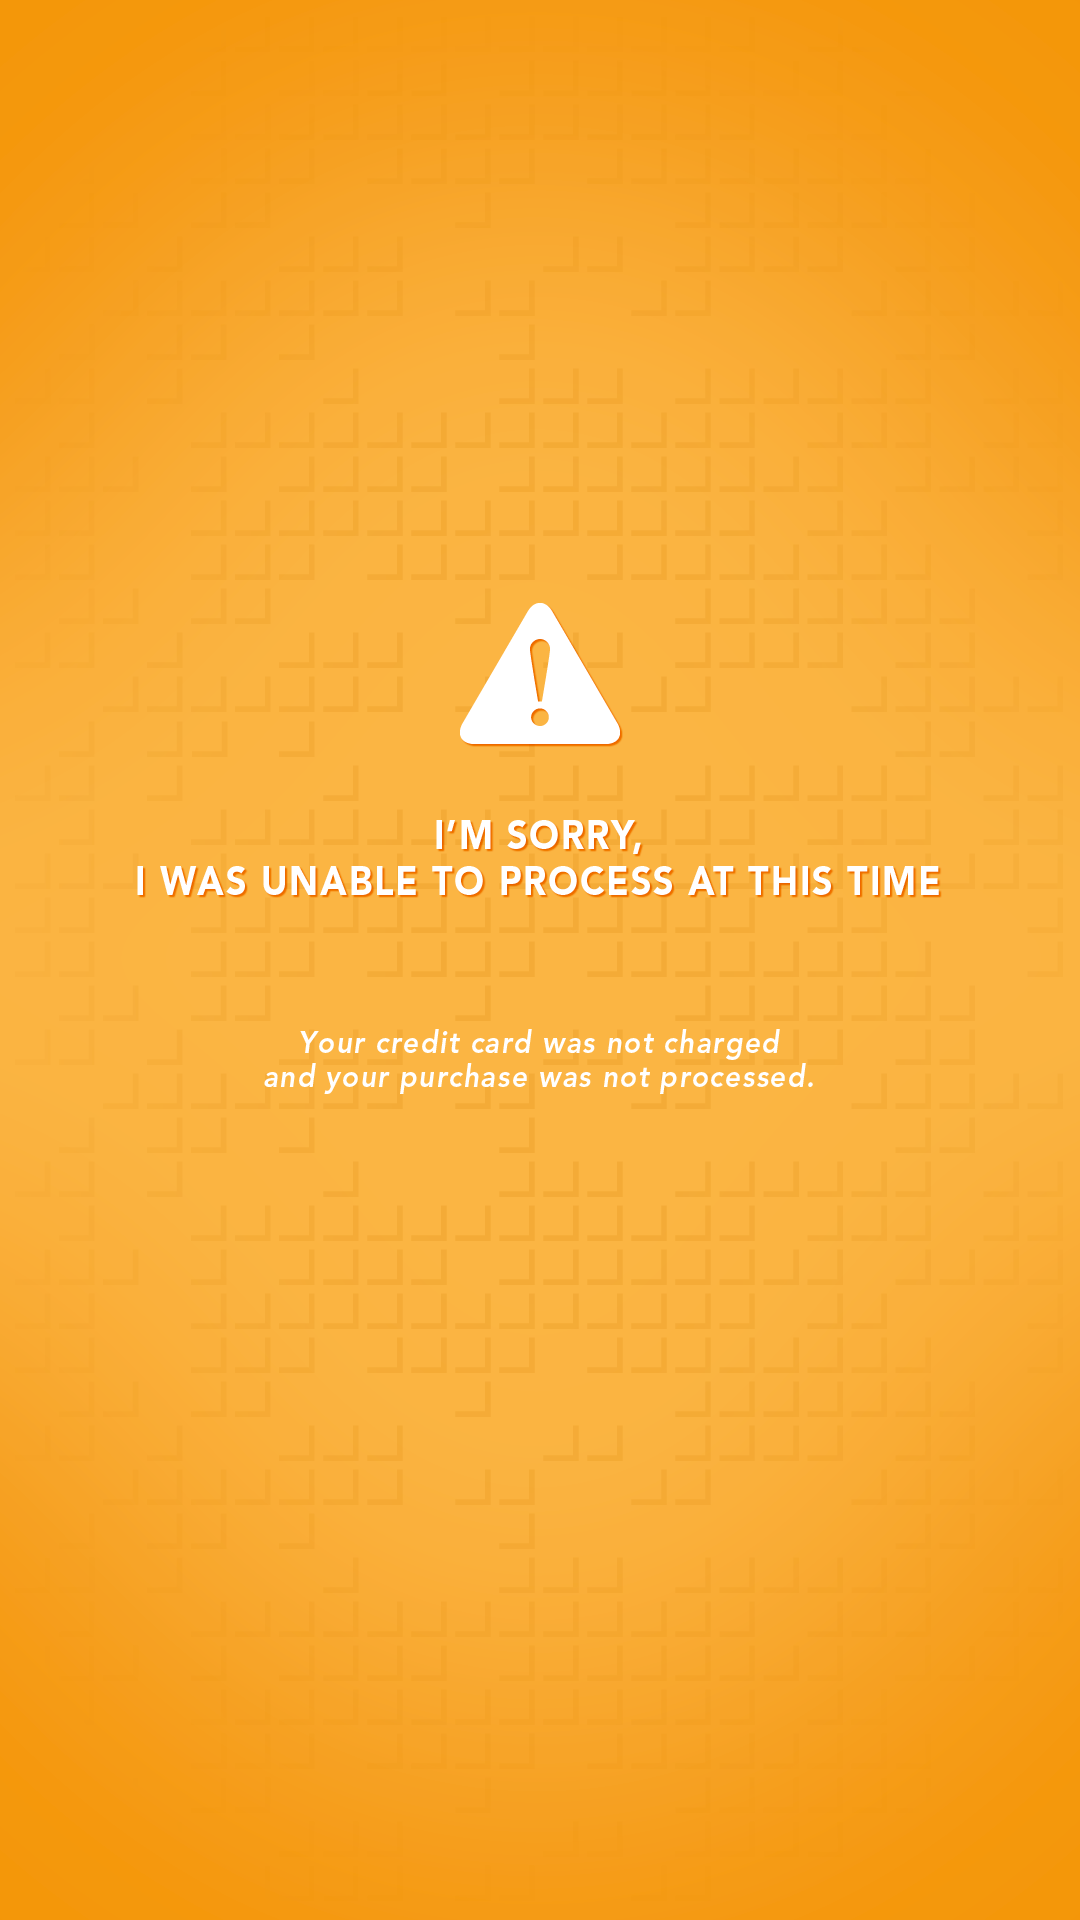 I’M SORRY,
I WAS UNABLE TO PROCESS AT THIS TIME
Your credit card was not charged
and your purchase was not processed.